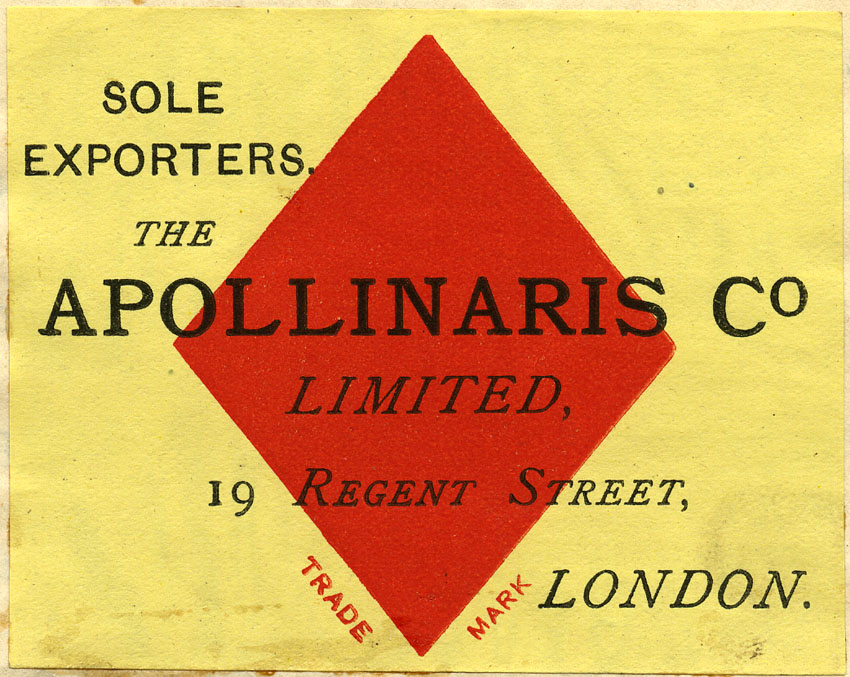 SOLE
EXPORTERS.
THE
APOLLINARIS Co
LIMITED,
19 REGENT STREET,
LONDON.
TRADE MARK